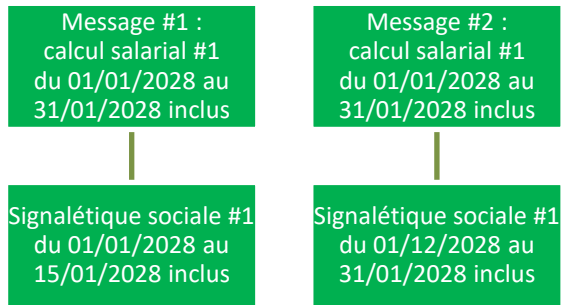 Message #1 :
calcul salarial #1
du 01/01/2028 au
31/01/2028 inclus
Message #2 :
calcul salarial #1
du 01/01/2028 au
31/01/2028 inclus
Signalétique sociale #1
du 01/01/2028 au
15/01/2028 inclus
Signalétique sociale #1
du 01/12/2028 au
31/01/2028 inclus